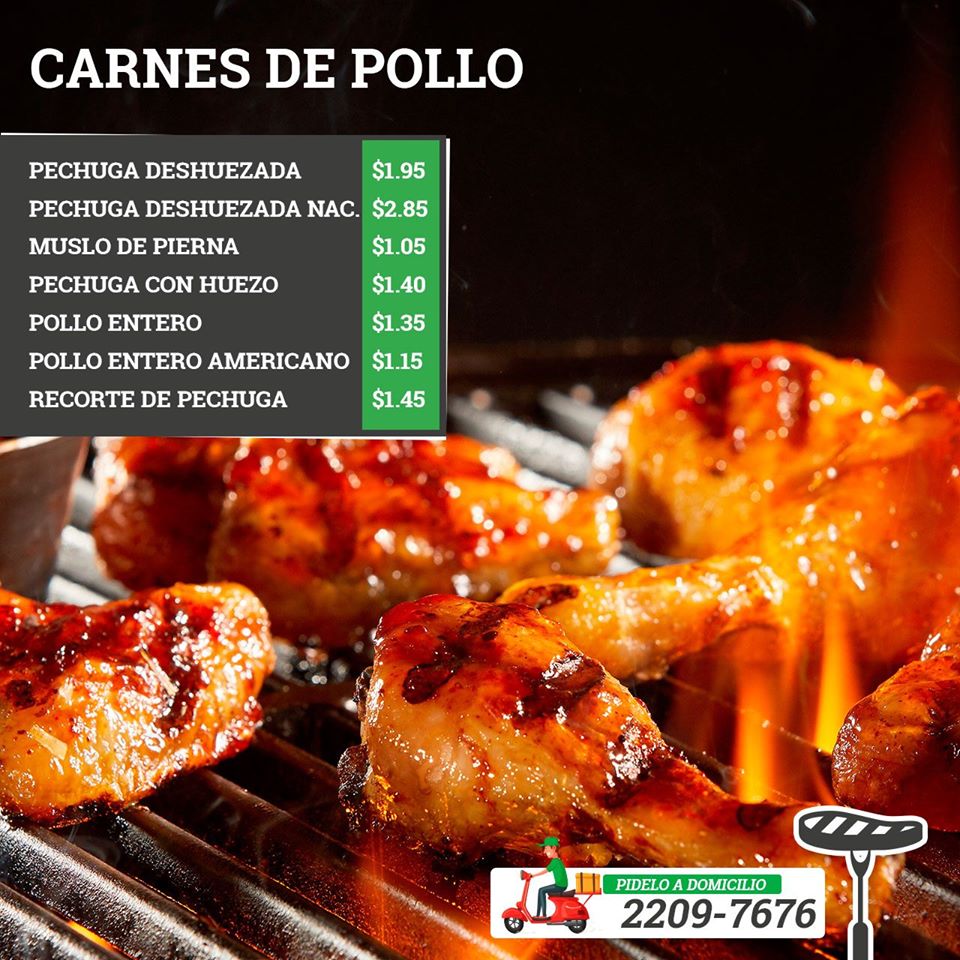 CARNES DE POLLO
PECHUGA DESHUEZADA $1.95
PECHUGA DESHUEZADA NAC. $2.85
MUSLO DE PIERNA $1.05
PECHUGA CON HUEZO $1.40
POLLO ENTERO $1.35
POLLO ENTERO AMERICANO $1.15
RECORTE DE PECHUGA $1.45
PIDELO A DOMICILIO
2209-7676